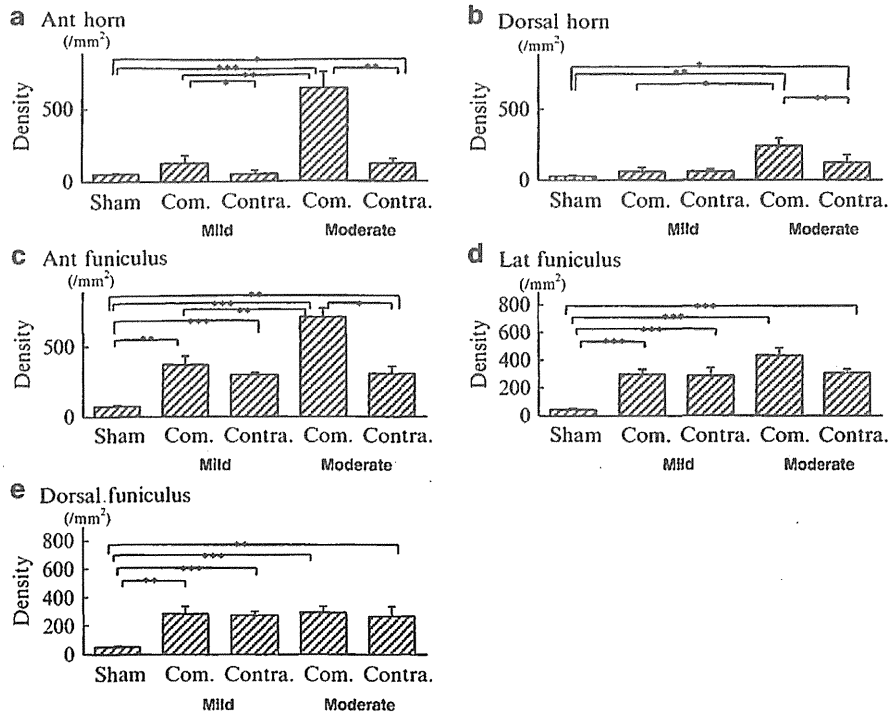 a Ant horn
(/mm²)
Density
500
0
Sham Com. Contra. Com. Contra.
Mild Moderate
b Dorsal horn
(/mm²)
Density
500
0
Sham Com. Contra. Com. Contra.
Mild Moderate
c Ant funiculus
(/mm²)
Density
500
0
Sham Com. Contra. Com. Contra.
Mild Moderate
d Lat funiculus
(/mm²)
Density
800
600
400
200
0
Sham Com. Contra. Com. Contra.
Mild Moderate
e Dorsal.funiculus
(/mm²)
Density
800
600
400
200
0
Sham Com. Contra. Com. Contra.
Mild Moderate